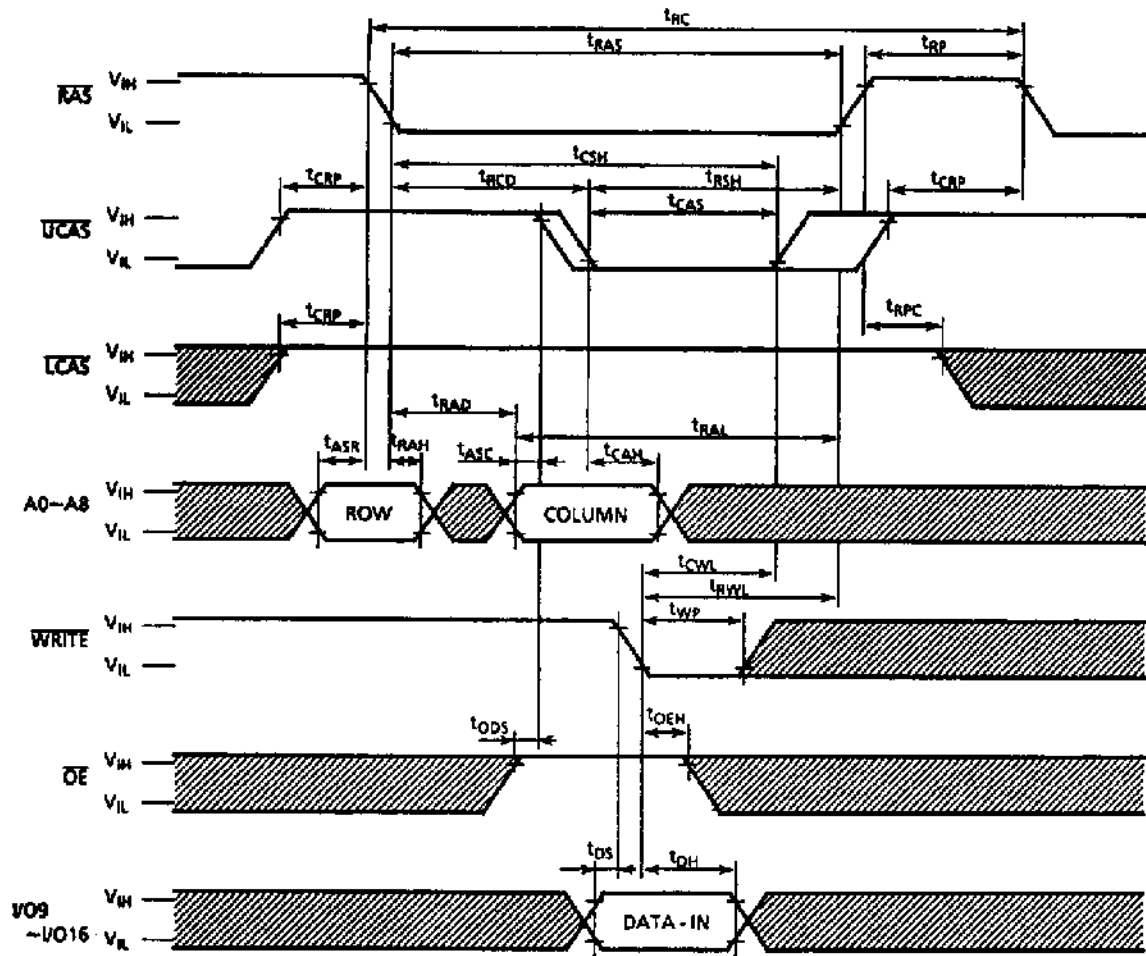 tRC
tRAS
tRP
RAS
VIH
VIL
tCSH
tCRP
tRCD
tRSH
tCRP
tCAS
UCAS
VIH
VIL
tCRP
tRPC
LCAS
VIH
VIL
tRAD
tRAL
tASR
tRAH
tASC
tCAH
A0~A8
VIH
VIL
ROW
COLUMN
tCWL
tRWL
tWP
WRITE
VIH
VIL
tODS
tOEH
OE
VIH
VIL
tDS
tDH
I/O9
~I/O16
VIH
VIL
DATA-IN